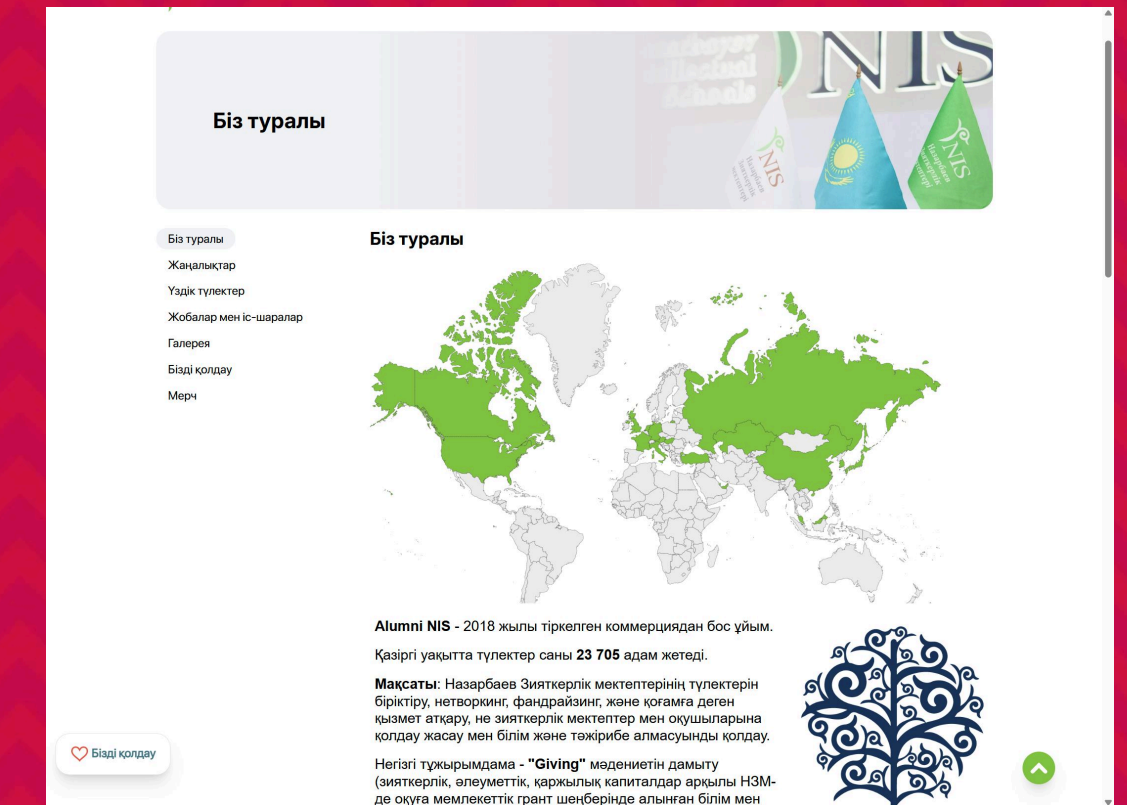 NIS
NIS
NIS
Біз туралы
Біз туралы
Жаңалықтар
Үздік түлектер
Жобалар мен іс-шаралар
Галерея
Бізді қолдау
Мерч
Біз туралы
Alumni NIS - 2018 жылы тіркелген коммерциядан бос ұйым.
Қазіргі уақытта түлектер саны 23 705 адам жетеді.
Мақсаты: Назарбаев Зияткерлік мектептерінің түлектерін
біріктіру, нетворкинг, фандрайзинг, және қоғамға деген
қызмет атқару, не зияткерлік мектептер мен оқушыларына
қолдау жасау мен білім және тәжірибе алмасуынды қолдау.
Негізгі тұжырымдама - "Giving" мәдениетін дамыту
(зияткерлік, әлеуметтік, қаржылық капиталдар арқылы НЗМ-
де оқуға мемлекеттік грант шеңберінде алынған білім мен
Бізді қолдау